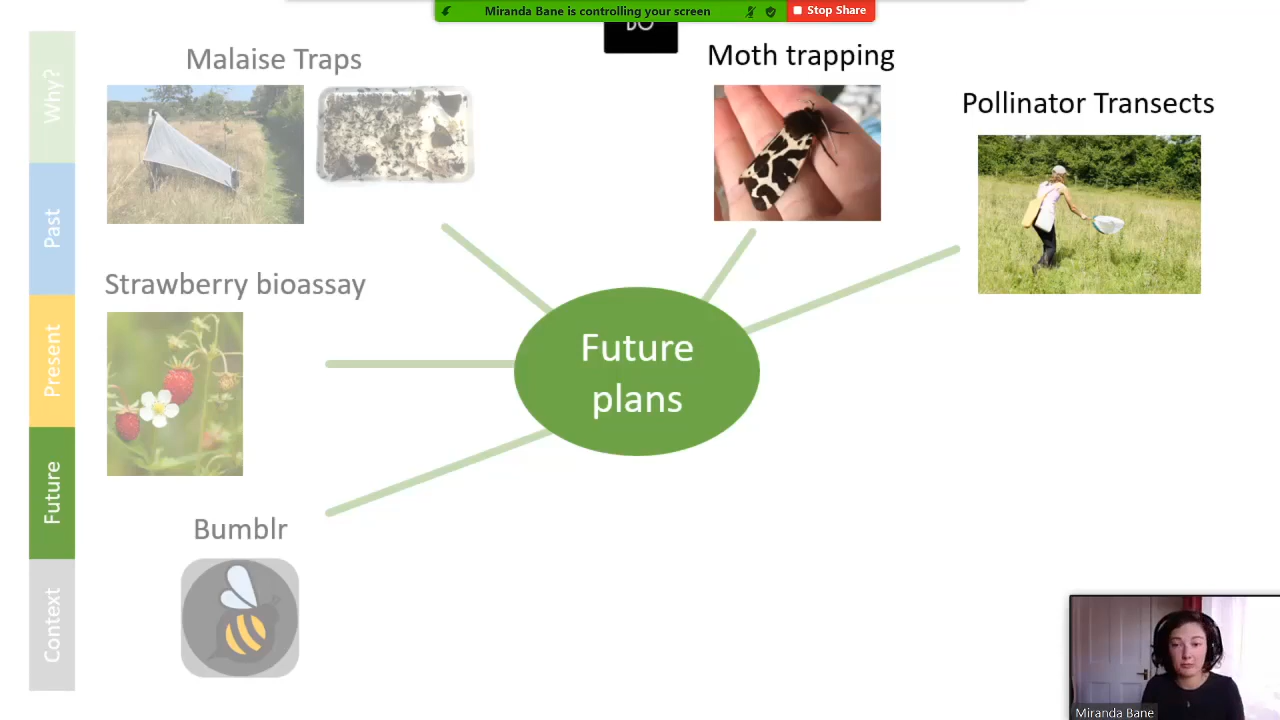 Miranda Bane is controlling your screen
Stop Share
Malaise Traps
Moth trapping
Pollinator Transects
Why?
Past
Present
Future
Context
Strawberry bioassay
Future
plans
Bumblr
Miranda Bane